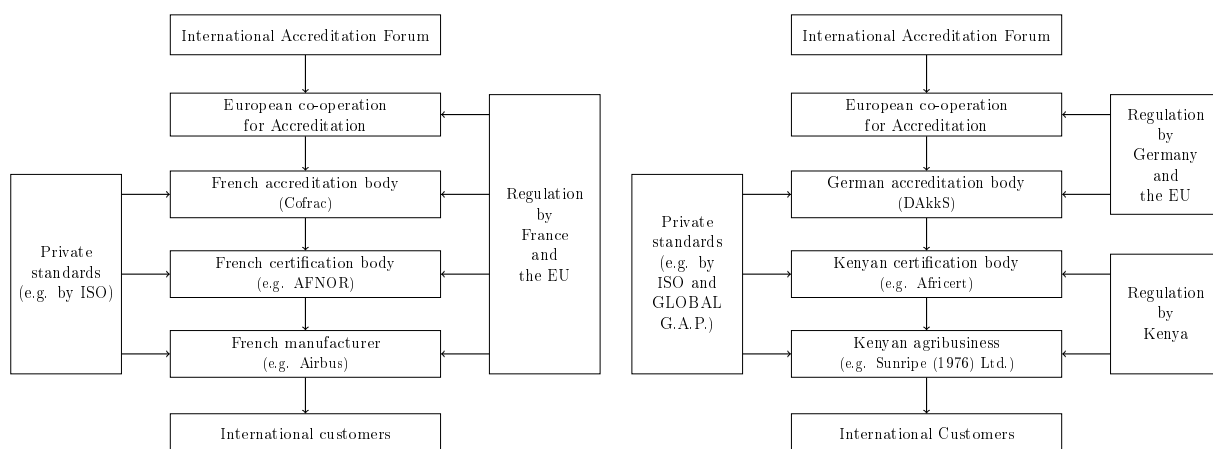 International Accreditation Forum
European co-operation
for Accreditation
French accreditation body
(Cofrac)
French certification body
(e.g. AFNOR)
French manufacturer
(e.g. Airbus)
International customers
Private
standards
(e.g. by ISO)
Regulation
by
France
and
the EU
International Accreditation Forum
European co-operation
for Accreditation
German accreditation body
(DAkkS)
Kenyan certification body
(e.g. Africert)
Kenyan agribusiness
(e.g. Sunripe (1976) Ltd.)
International Customers
Private
standards
(e.g. by
ISO and
GLOBAL
G.A.P.)
Regulation
by
Germany
and
the EU
Regulation
by
Kenya